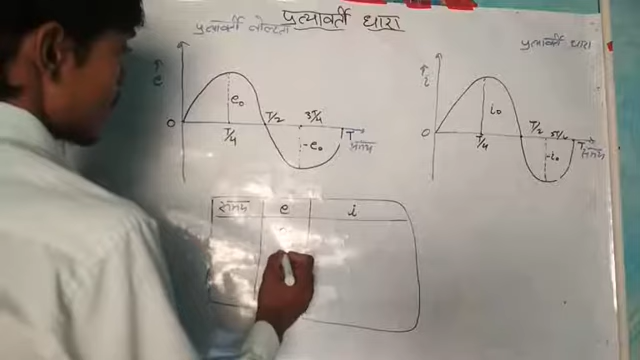 प्रत्यावर्ती धारा
प्रत्यावर्ती वोल्टता
प्रत्यावर्ती धारा
e
e₀
0
T/4
T/2
3T/4
T
समय
-e₀
i
i₀
0
T/4
T/2
3T/4
T
समय
-i₀
समय e i